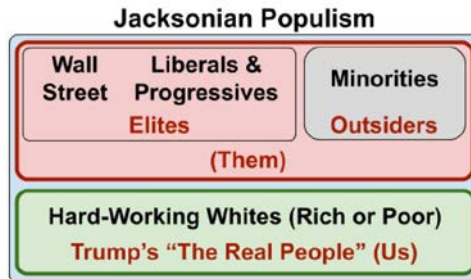 Jacksonian Populism
Wall Street
Liberals & Progressives
Elites
Minorities
Outsiders
(Them)
Hard-Working Whites (Rich or Poor)
Trump's “The Real People” (Us)